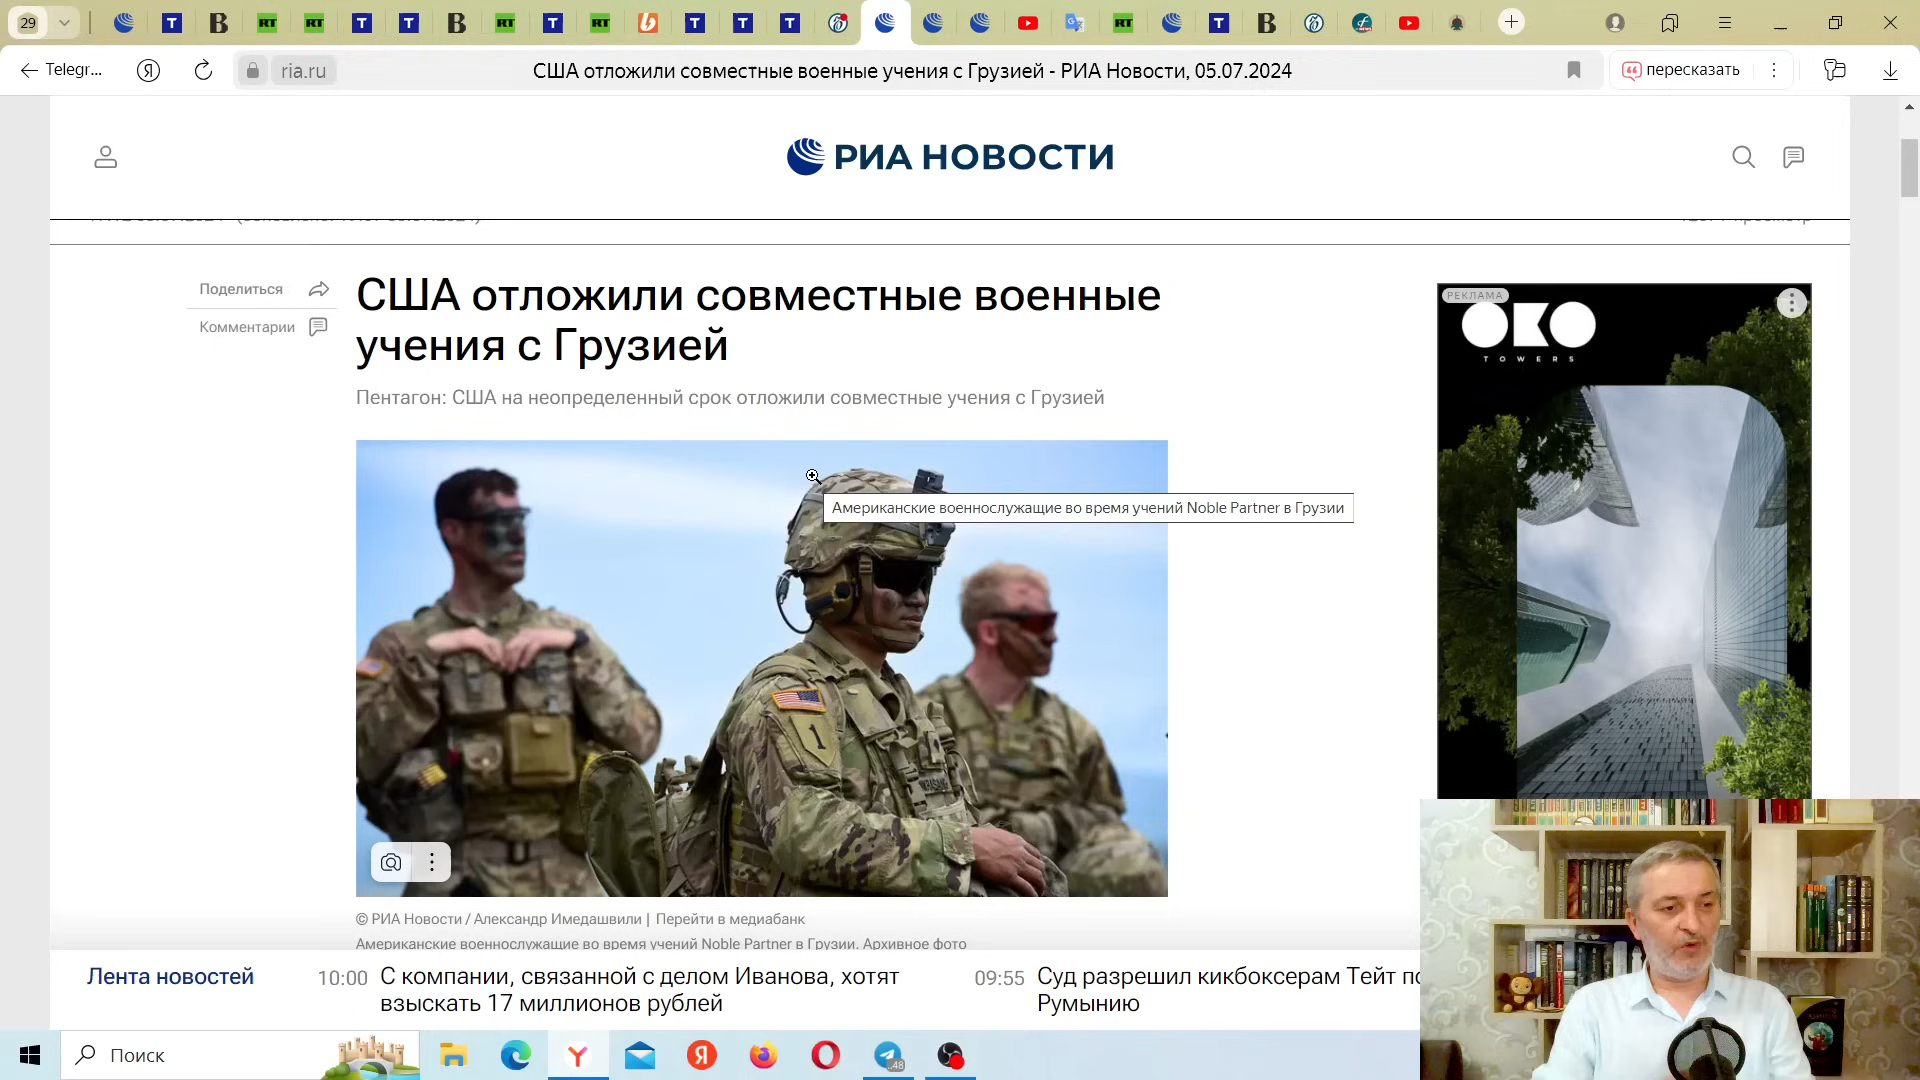 29
Telegr...
ria.ru
США отложили совместные военные учения с Грузией - РИА Новости, 05.07.2024
пересказать
РИА НОВОСТИ
Поделиться
Комментарии
США отложили совместные военные
учения с Грузией
Пентагон: США на неопределенный срок отложили совместные учения с Грузией
Американские военнослужащие во время учений Noble Partner в Грузии
РЕКЛАМА
ОКО
TOWERS
© РИА Новости / Александр Имедашвили | Перейти в медиабанк
Американские военнослужащие во время учений Noble Partner в Грузии. Архивное фото
Лента новостей
10:00 С компании, связанной с делом Иванова, хотят
взыскать 17 миллионов рублей
09:55 Суд разрешил кикбоксерам Тейт по
Румынию
Поиск
48